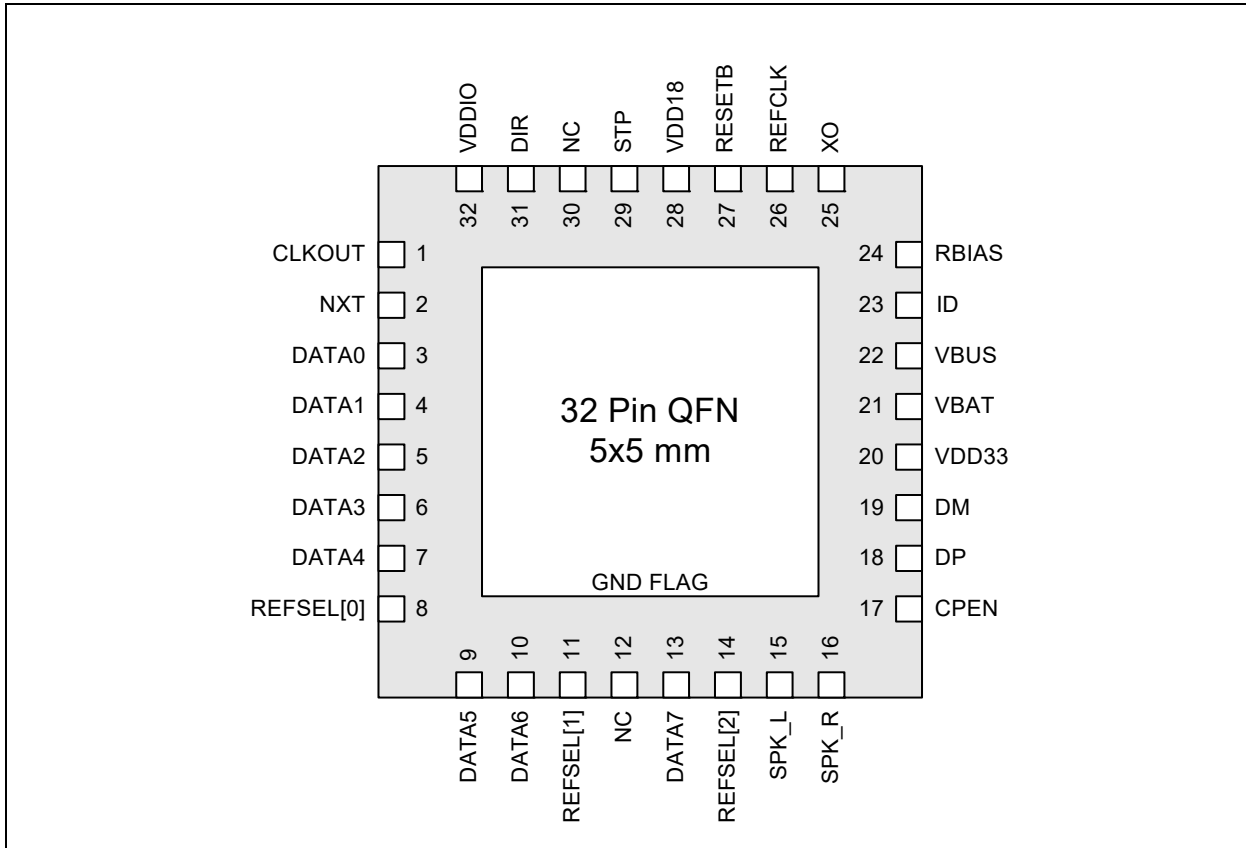 VDDIO
DIR
NC
STP
VDD18
RESETB
REFCLK
XO
32
31
30
29
28
27
26
25
CLKOUT 1
NXT 2
DATA0 3
DATA1 4
DATA2 5
DATA3 6
DATA4 7
REFSEL[0] 8
24 RBIAS
23 ID
22 VBUS
21 VBAT
20 VDD33
19 DM
18 DP
17 CPEN
32 Pin QFN
5x5 mm
GND FLAG
9
10
11
12
13
14
15
16
DATA5
DATA6
REFSEL[1]
NC
DATA7
REFSEL[2]
SPK_L
SPK_R